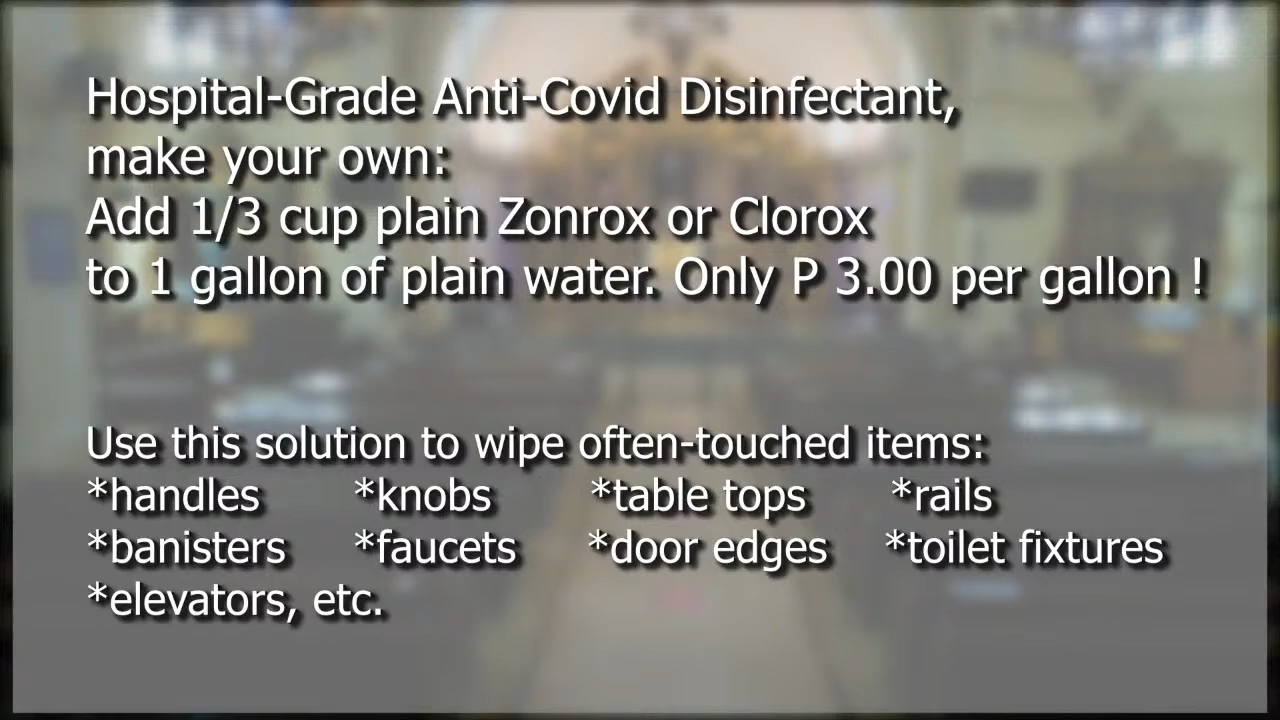 Hospital-Grade Anti-Covid Disinfectant,
make your own:
Add 1/3 cup plain Zonrox or Clorox
to 1 gallon of plain water. Only P 3.00 per gallon !
Use this solution to wipe often-touched items:
*handles *knobs *table tops *rails
*banisters *faucets *door edges *toilet fixtures
*elevators, etc.